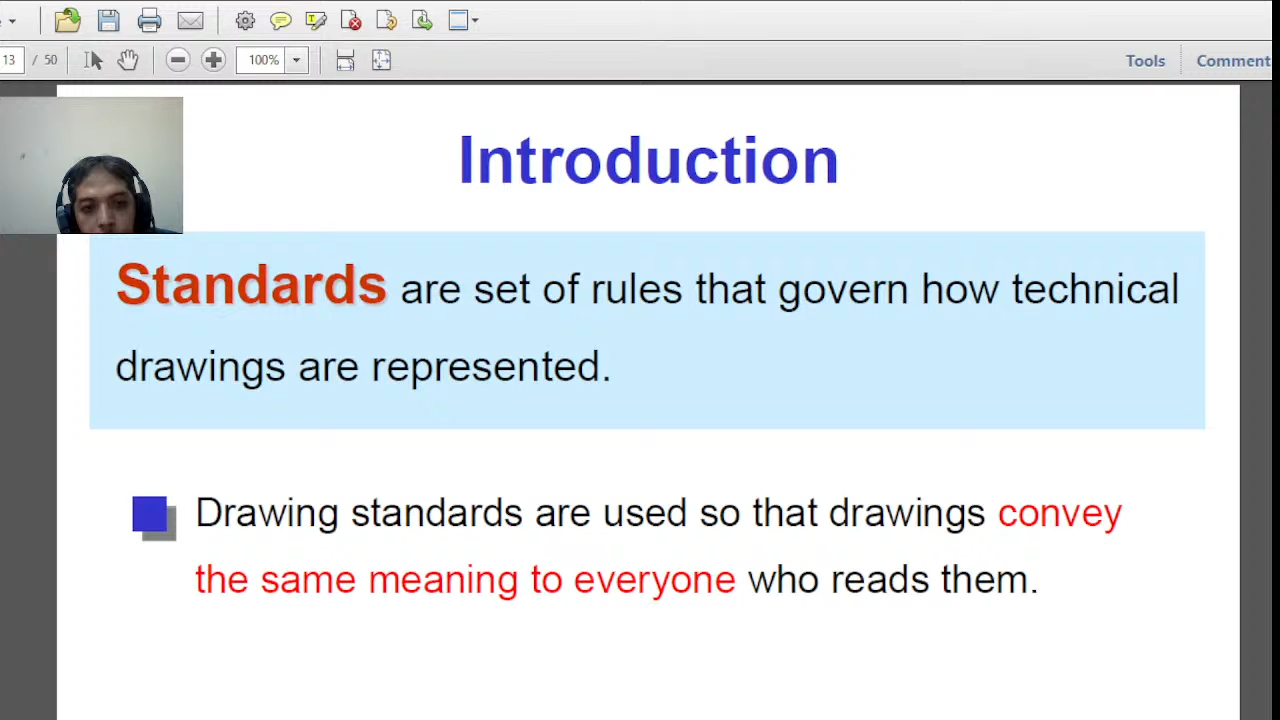 13 / 50
100%
Tools
Comment
Introduction
Standards are set of rules that govern how technical
drawings are represented.
Drawing standards are used so that drawings convey
the same meaning to everyone who reads them.